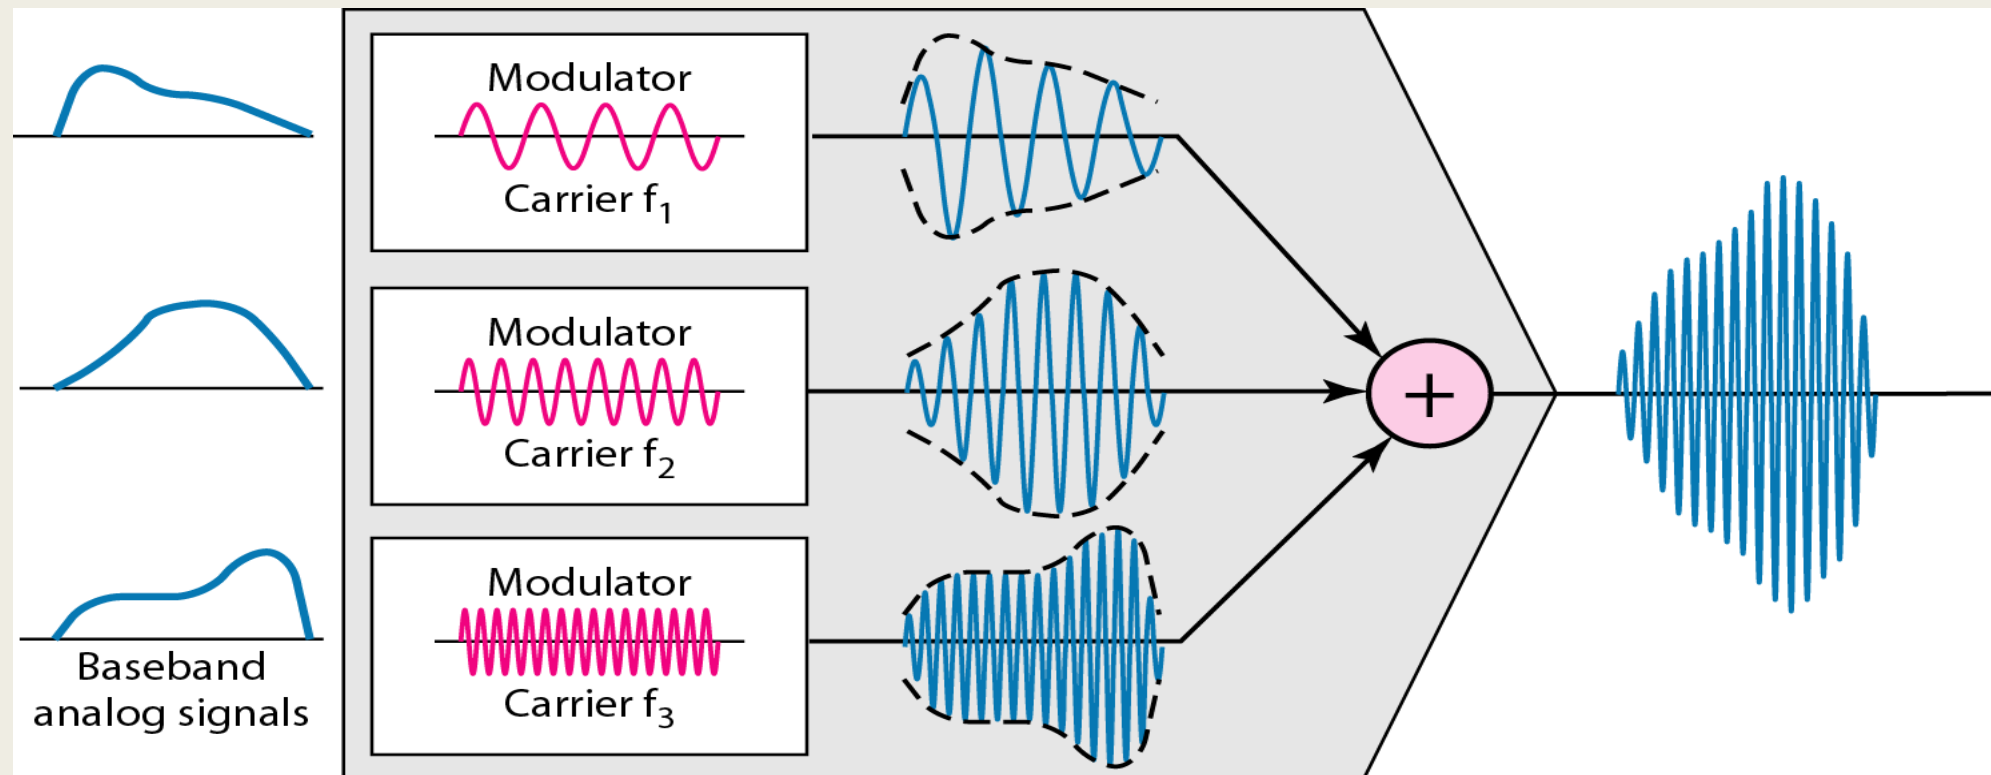 Modulator
Carrier f₁
Modulator
Carrier f₂
+
Modulator
Carrier f₃
Baseband
analog signals